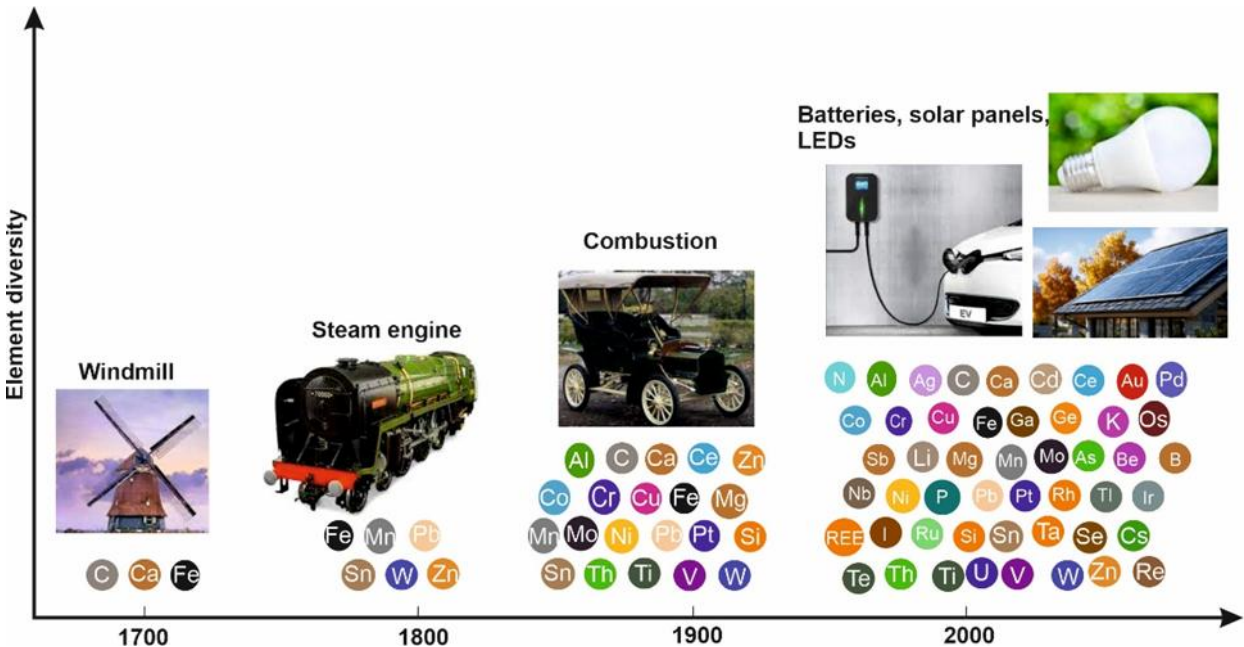 Element diversity
Windmill
C Ca Fe
Steam engine
Fe Mn Pb
Sn W Zn
Combustion
Al C Ca Ce Zn
Co Cr Cu Fe Mg
Mn Mo Ni Pb Pt Si
Sn Th Ti V W
Batteries, solar panels,
LEDs
EV
N Al Ag C Ca Cd Ce Au Pd
Co Cr Cu Fe Ga Ge K Os
Sb Li Mg Mn Mo As Be B
Nb Ni P Pb Pt Rh Tl Ir
REE I Ru Si Sn Ta Se Cs
Te Th Ti U V W Zn Re
1700 1800 1900 2000